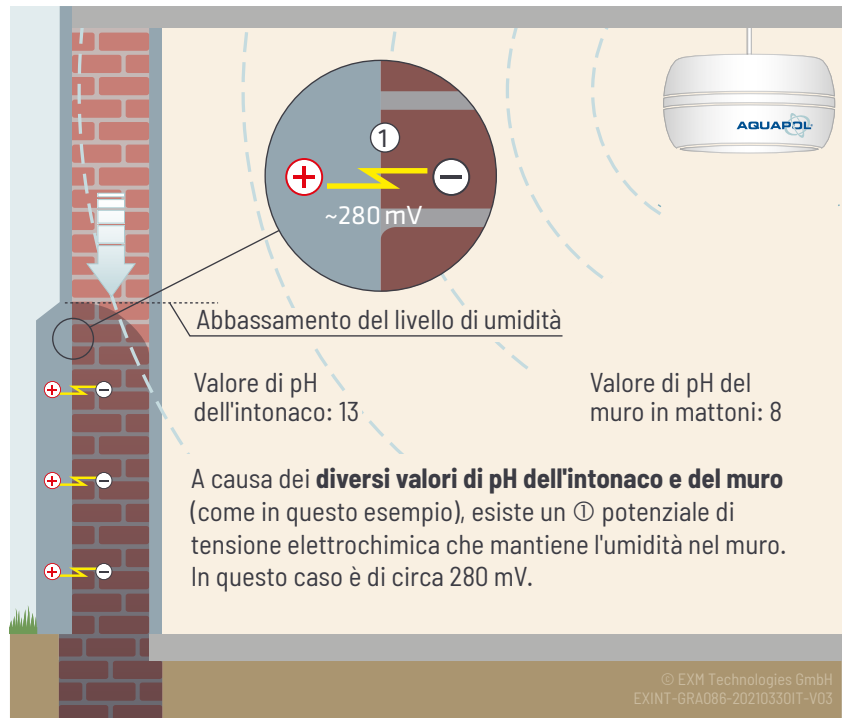 AQUAPOL
①
+ −
~280 mV
Abbassamento del livello di umidità
Valore di pH
dell'intonaco: 13
Valore di pH del
muro in mattoni: 8
+ −
A causa dei diversi valori di pH dell'intonaco e del muro
(come in questo esempio), esiste un ① potenziale di
tensione elettrochimica che mantiene l'umidità nel muro.
In questo caso è di circa 280 mV.
+ −
+ −
© EXM Technologies GmbH
EXINT-GRA086-20210330IT-V03